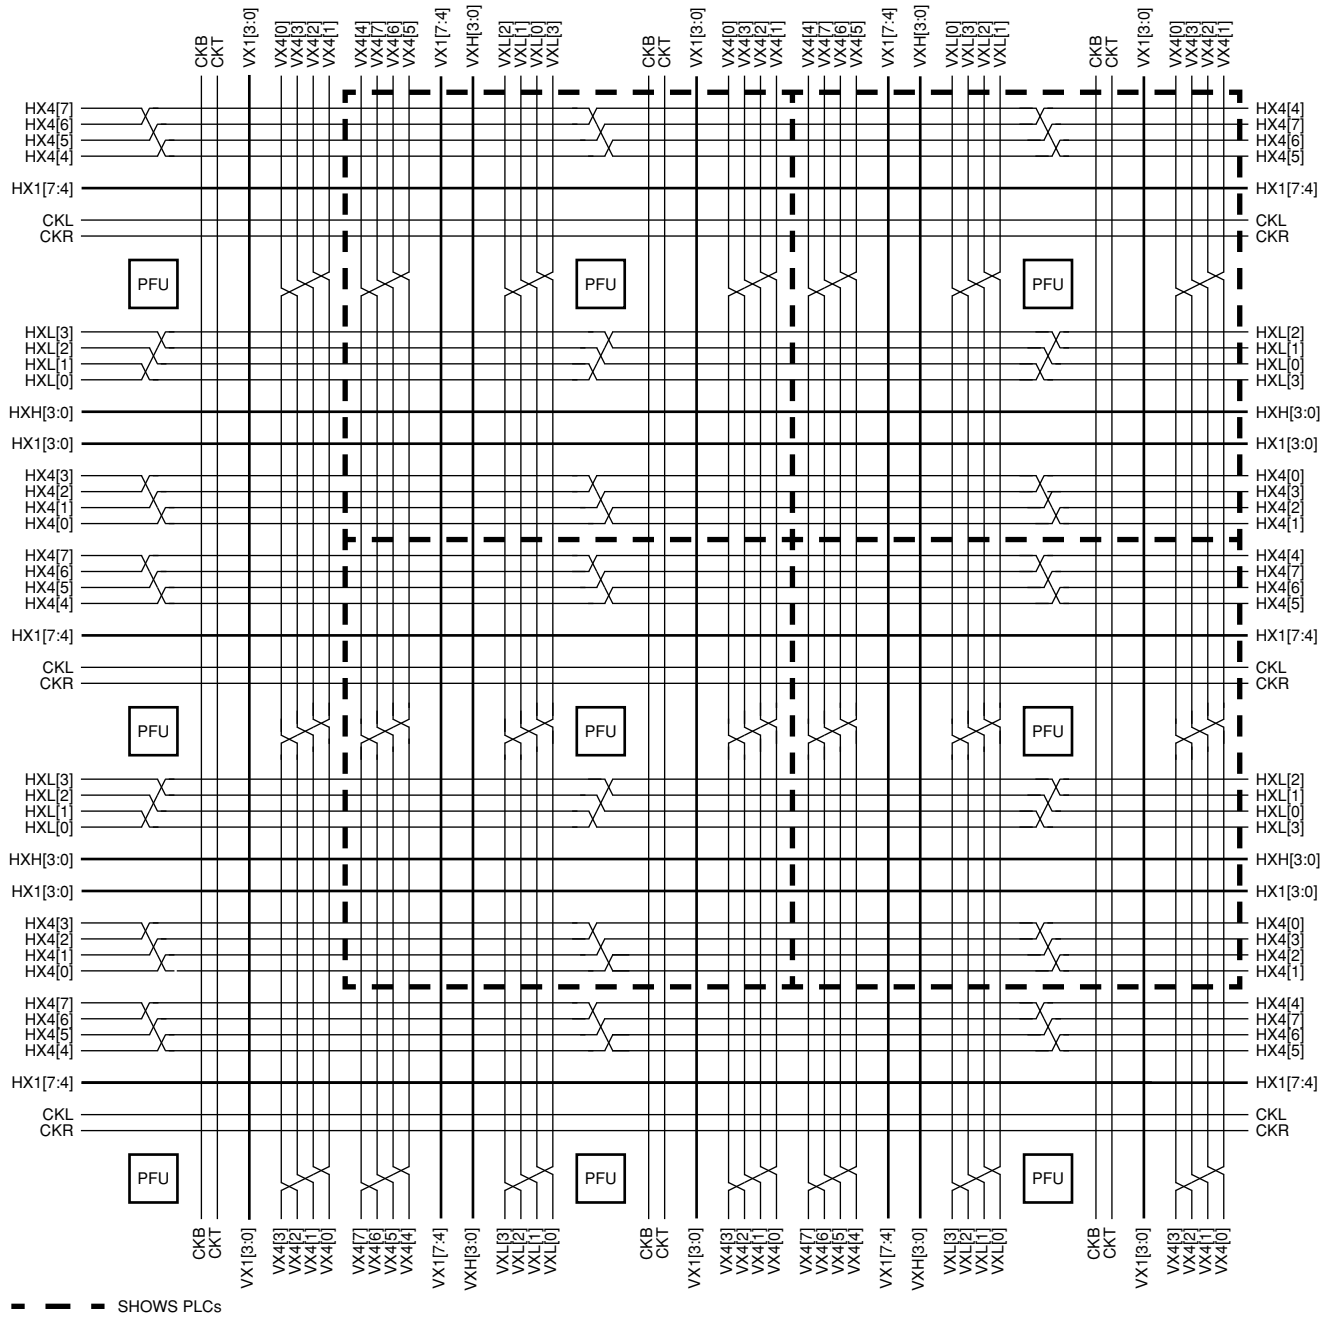 CKB CKT VX1[3:0] VX4[0] VX4[3] VX4[2] VX4[1] VX4[4] VX4[7] VX4[6] VX4[5] VX1[7:4] VXH[3:0] VXL[2] VXL[1] VXL[0] VXL[3] CKB CKT VX1[3:0] VX4[0] VX4[3] VX4[2] VX4[1] VX4[4] VX4[7] VX4[6] VX4[5] VX1[7:4] VXH[3:0] VXL[0] VXL[3] VXL[2] VXL[1] CKB CKT VX1[3:0] VX4[0] VX4[3] VX4[2] VX4[1]
HX4[7] HX4[4]
HX4[6] HX4[7]
HX4[5] HX4[6]
HX4[4] HX4[5]
HX1[7:4] HX1[7:4]
CKL CKL
CKR CKR
PFU PFU PFU
HXL[3] HXL[2]
HXL[2] HXL[1]
HXL[1] HXL[0]
HXL[0] HXL[3]
HXH[3:0] HXH[3:0]
HX1[3:0] HX1[3:0]
HX4[3] HX4[0]
HX4[2] HX4[3]
HX4[1] HX4[2]
HX4[0] HX4[1]
HX4[7] HX4[4]
HX4[6] HX4[7]
HX4[5] HX4[6]
HX4[4] HX4[5]
HX1[7:4] HX1[7:4]
CKL CKL
CKR CKR
PFU PFU PFU
HXL[3] HXL[2]
HXL[2] HXL[1]
HXL[1] HXL[0]
HXL[0] HXL[3]
HXH[3:0] HXH[3:0]
HX1[3:0] HX1[3:0]
HX4[3] HX4[0]
HX4[2] HX4[3]
HX4[1] HX4[2]
HX4[0] HX4[1]
HX4[7] HX4[4]
HX4[6] HX4[7]
HX4[5] HX4[6]
HX4[4] HX4[5]
HX1[7:4] HX1[7:4]
CKL CKL
CKR CKR
PFU PFU PFU
CKB CKT VX1[3:0] VX4[3] VX4[2] VX4[1] VX4[0] VX4[7] VX4[6] VX4[5] VX4[4] VX1[7:4] VXH[3:0] VXL[3] VXL[2] VXL[1] VXL[0] CKB CKT VX1[3:0] VX4[3] VX4[2] VX4[1] VX4[0] VX4[7] VX4[6] VX4[5] VX4[4] VX1[7:4] VXH[3:0] VXL[3] VXL[2] VXL[1] VXL[0] CKB CKT VX1[3:0] VX4[3] VX4[2] VX4[1] VX4[0]
SHOWS PLCs